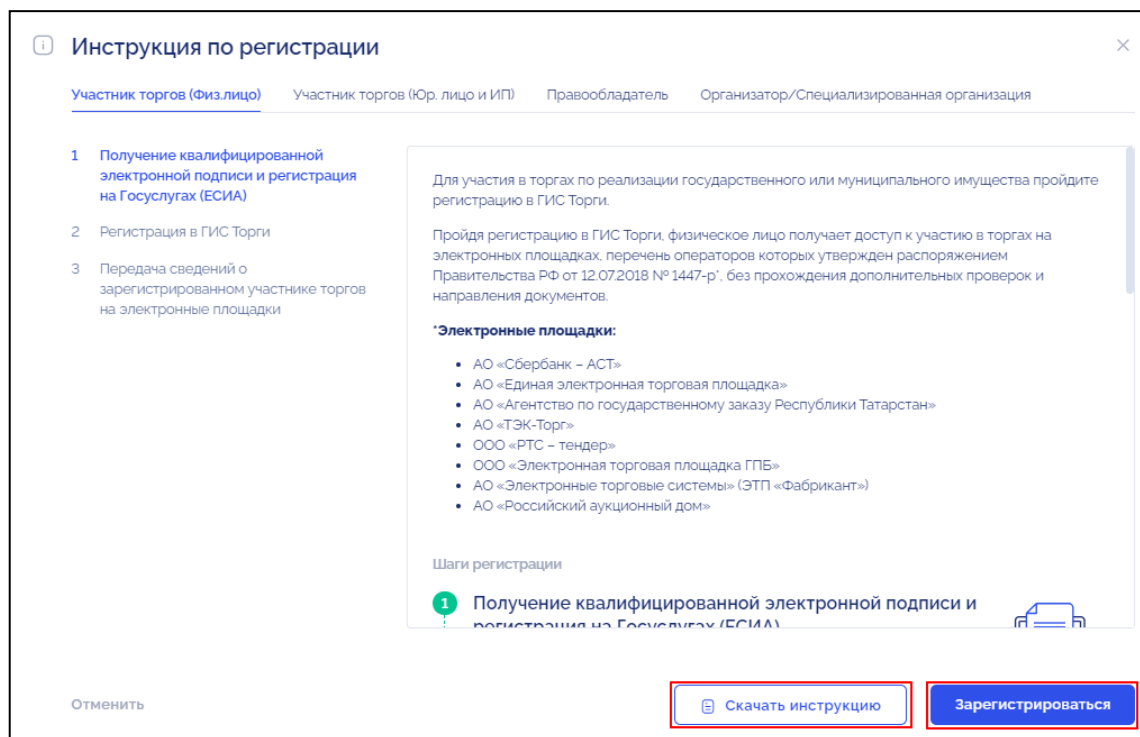 Инструкция по регистрации
Участник торгов (Физ.лицо) Участник торгов (Юр. лицо и ИП) Правообладатель Организатор/Специализированная организация
1 Получение квалифицированной
электронной подписи и регистрация
на Госуслугах (ЕСИА)
2 Регистрация в ГИС Торги
3 Передача сведений о
зарегистрированном участнике торгов
на электронные площадки
Для участия в торгах по реализации государственного или муниципального имущества пройдите
регистрацию в ГИС Торги.
Пройдя регистрацию в ГИС Торги, физическое лицо получает доступ к участию в торгах на
электронных площадках, перечень операторов которых утвержден распоряжением
Правительства РФ от 12.07.2018 № 1447-р*, без прохождения дополнительных проверок и
направления документов.
*Электронные площадки:
• АО «Сбербанк – АСТ»
• АО «Единая электронная торговая площадка»
• АО «Агентство по государственному заказу Республики Татарстан»
• АО «ТЭК-Торг»
• ООО «РТС – тендер»
• ООО «Электронная торговая площадка ГПБ»
• АО «Электронные торговые системы» (ЭТП «Фабрикант»)
• АО «Российский аукционный дом»
Шаги регистрации
1 Получение квалифицированной электронной подписи и
регистрация на Госуслугах (ЕСИА)
Отменить
Скачать инструкцию
Зарегистрироваться